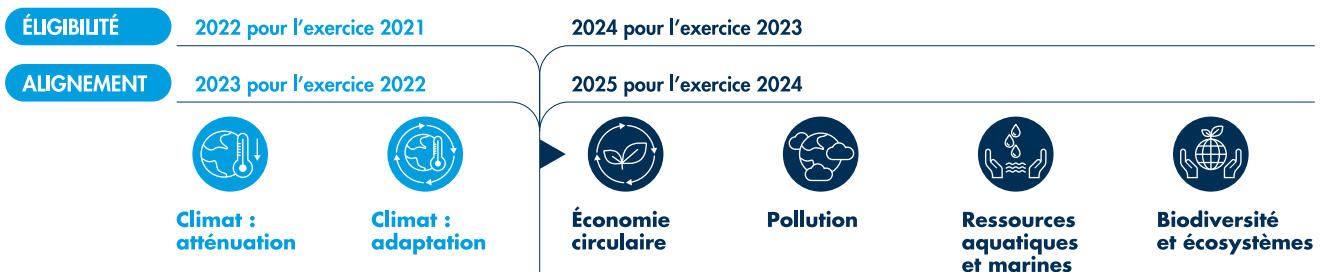 ÉLIGIBILITÉ 2022 pour l’exercice 2021 2024 pour l’exercice 2023
ALIGNEMENT 2023 pour l’exercice 2022 2025 pour l’exercice 2024
Climat :
atténuation
Climat :
adaptation
Économie
circulaire
Pollution
Ressources
aquatiques
et marines
Biodiversité
et écosystèmes